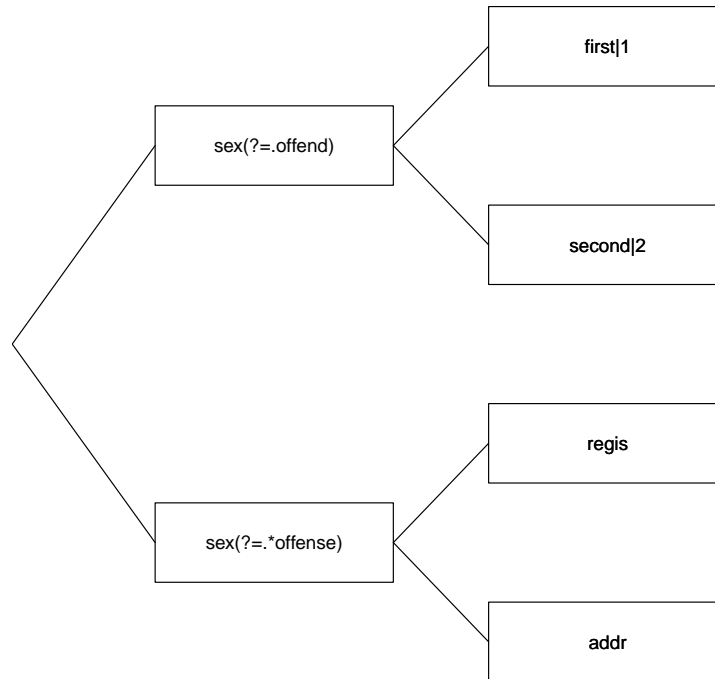 first|1
sex(?=.offend)
second|2
regis
sex(?=.*offense)
addr